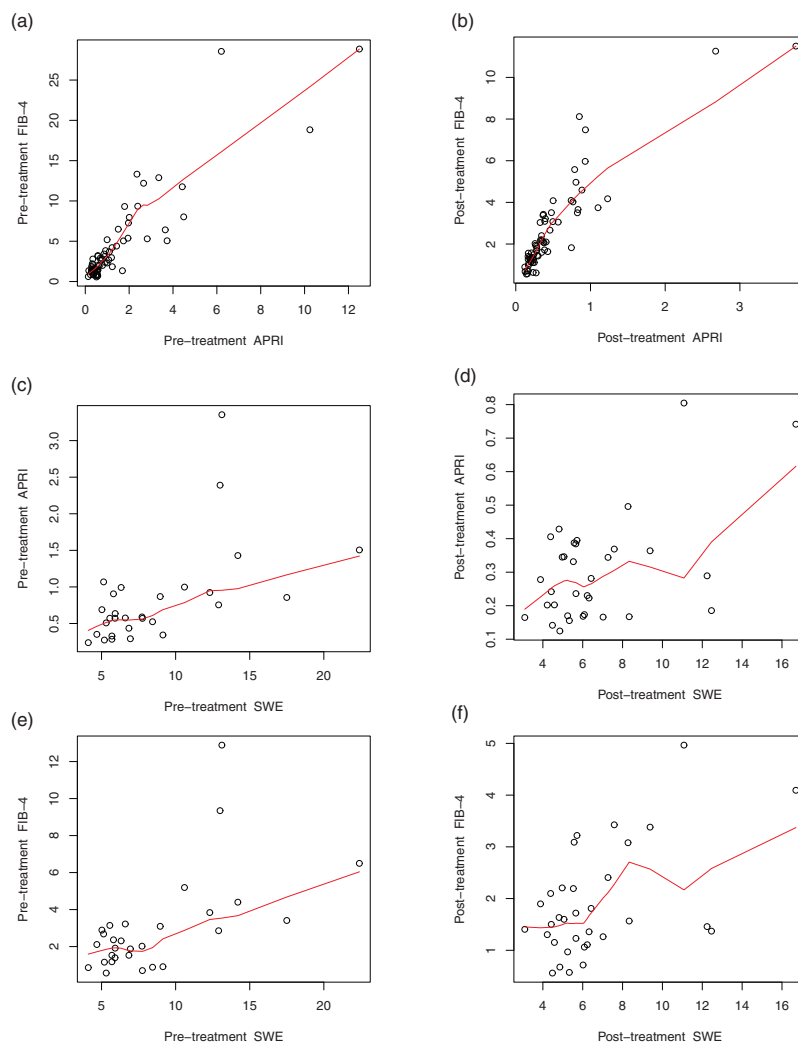 (a)
Pre−treatment FIB−4
25
20
15
10
5
0
0 2 4 6 8 10 12
Pre−treatment APRI
(b)
Post−treatment FIB−4
10
8
6
4
2
0 1 2 3
Post−treatment APRI
(c)
Pre−treatment APRI
3.0
2.5
2.0
1.5
1.0
0.5
5 10 15 20
Pre−treatment SWE
(d)
Post−treatment APRI
0.8
0.7
0.6
0.5
0.4
0.3
0.2
0.1
4 6 8 10 12 14 16
Post−treatment SWE
(e)
Pre−treatment FIB−4
12
10
8
6
4
2
0
5 10 15 20
Pre−treatment SWE
(f)
Post−treatment FIB−4
5
4
3
2
1
4 6 8 10 12 14 16
Post−treatment SWE